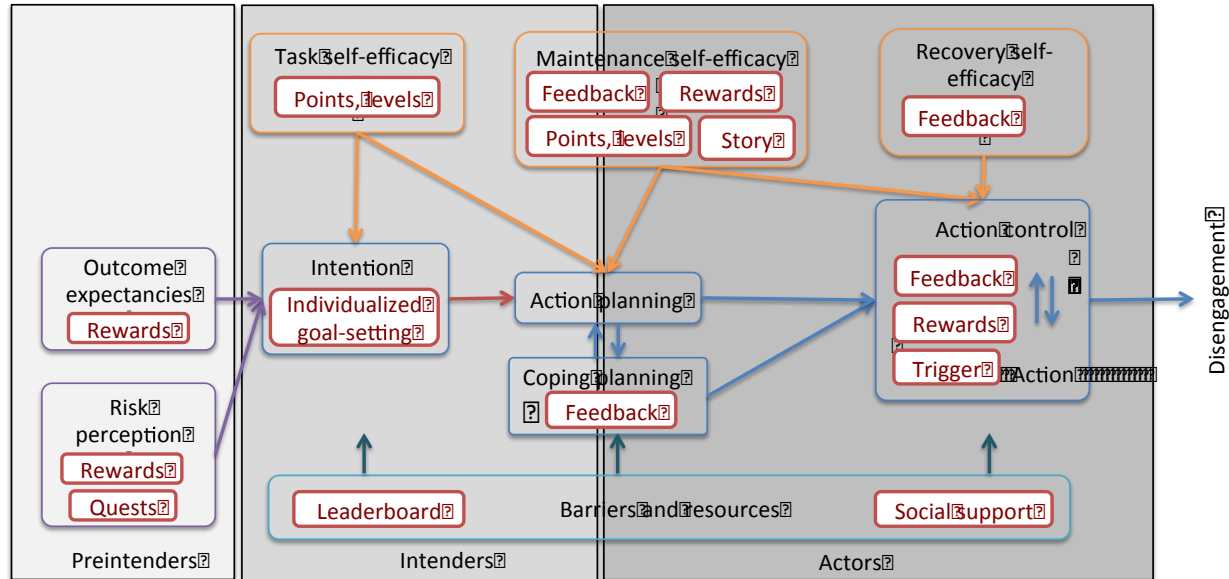 Task self-efficacy
Points, levels
Maintenance self-efficacy
Feedback
Rewards
Points, levels
Story
Recovery self-
efficacy
Feedback
Outcome
expectancies
Rewards
Intention
Individualized
goal-setting
Action planning
Action control
Feedback
Rewards
Trigger
Action
Disengagement
Risk
perception
Rewards
Quests
Coping planning
Feedback
Leaderboard
Barriers and resources
Social support
Preintenders
Intenders
Actors